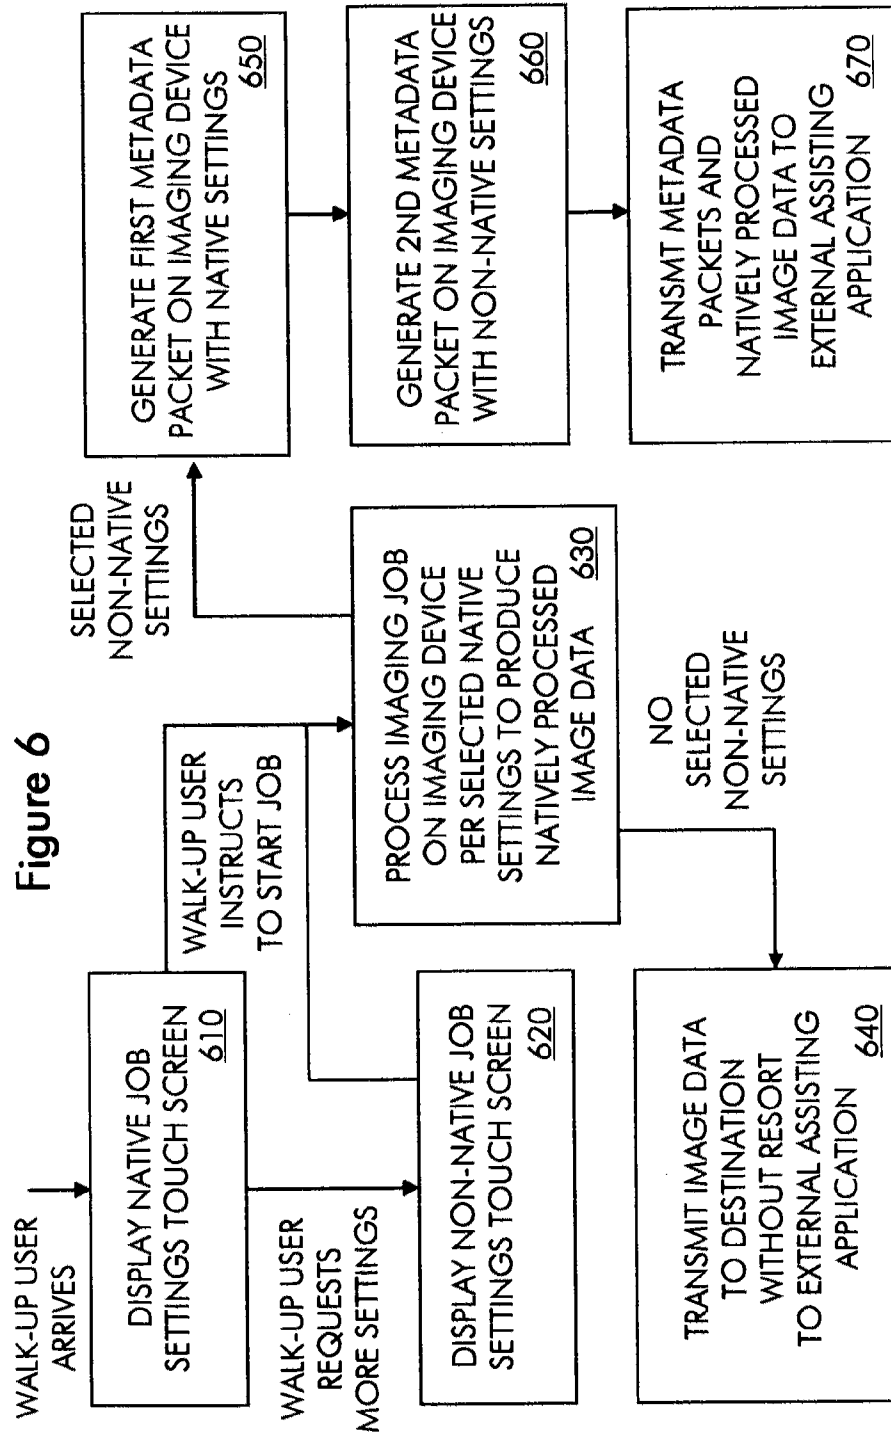 Figure 6
WALK-UP USER
ARRIVES
DISPLAY NATIVE JOB
SETTINGS TOUCH SCREEN
610
WALK-UP USER
REQUESTS
MORE SETTINGS
DISPLAY NON-NATIVE JOB
SETTINGS TOUCH SCREEN
620
WALK-UP USER
INSTRUCTS
TO START JOB
PROCESS IMAGING JOB
ON IMAGING DEVICE
PER SELECTED NATIVE
SETTINGS TO PRODUCE
NATIVELY PROCESSED
IMAGE DATA 630
NO
SELECTED
NON-NATIVE
SETTINGS
TRANSMIT IMAGE DATA
TO DESTINATION
WITHOUT RESORT
TO EXTERNAL ASSISTING
APPLICATION 640
SELECTED
NON-NATIVE
SETTINGS
GENERATE FIRST METADATA
PACKET ON IMAGING DEVICE
WITH NATIVE SETTINGS
650
GENERATE 2ND METADATA
PACKET ON IMAGING DEVICE
WITH NON-NATIVE SETTINGS
660
TRANSMT METADATA
PACKETS AND
NATIVELY PROCESSED
IMAGE DATA TO
EXTERNAL ASSISTING
APPLICATION 670